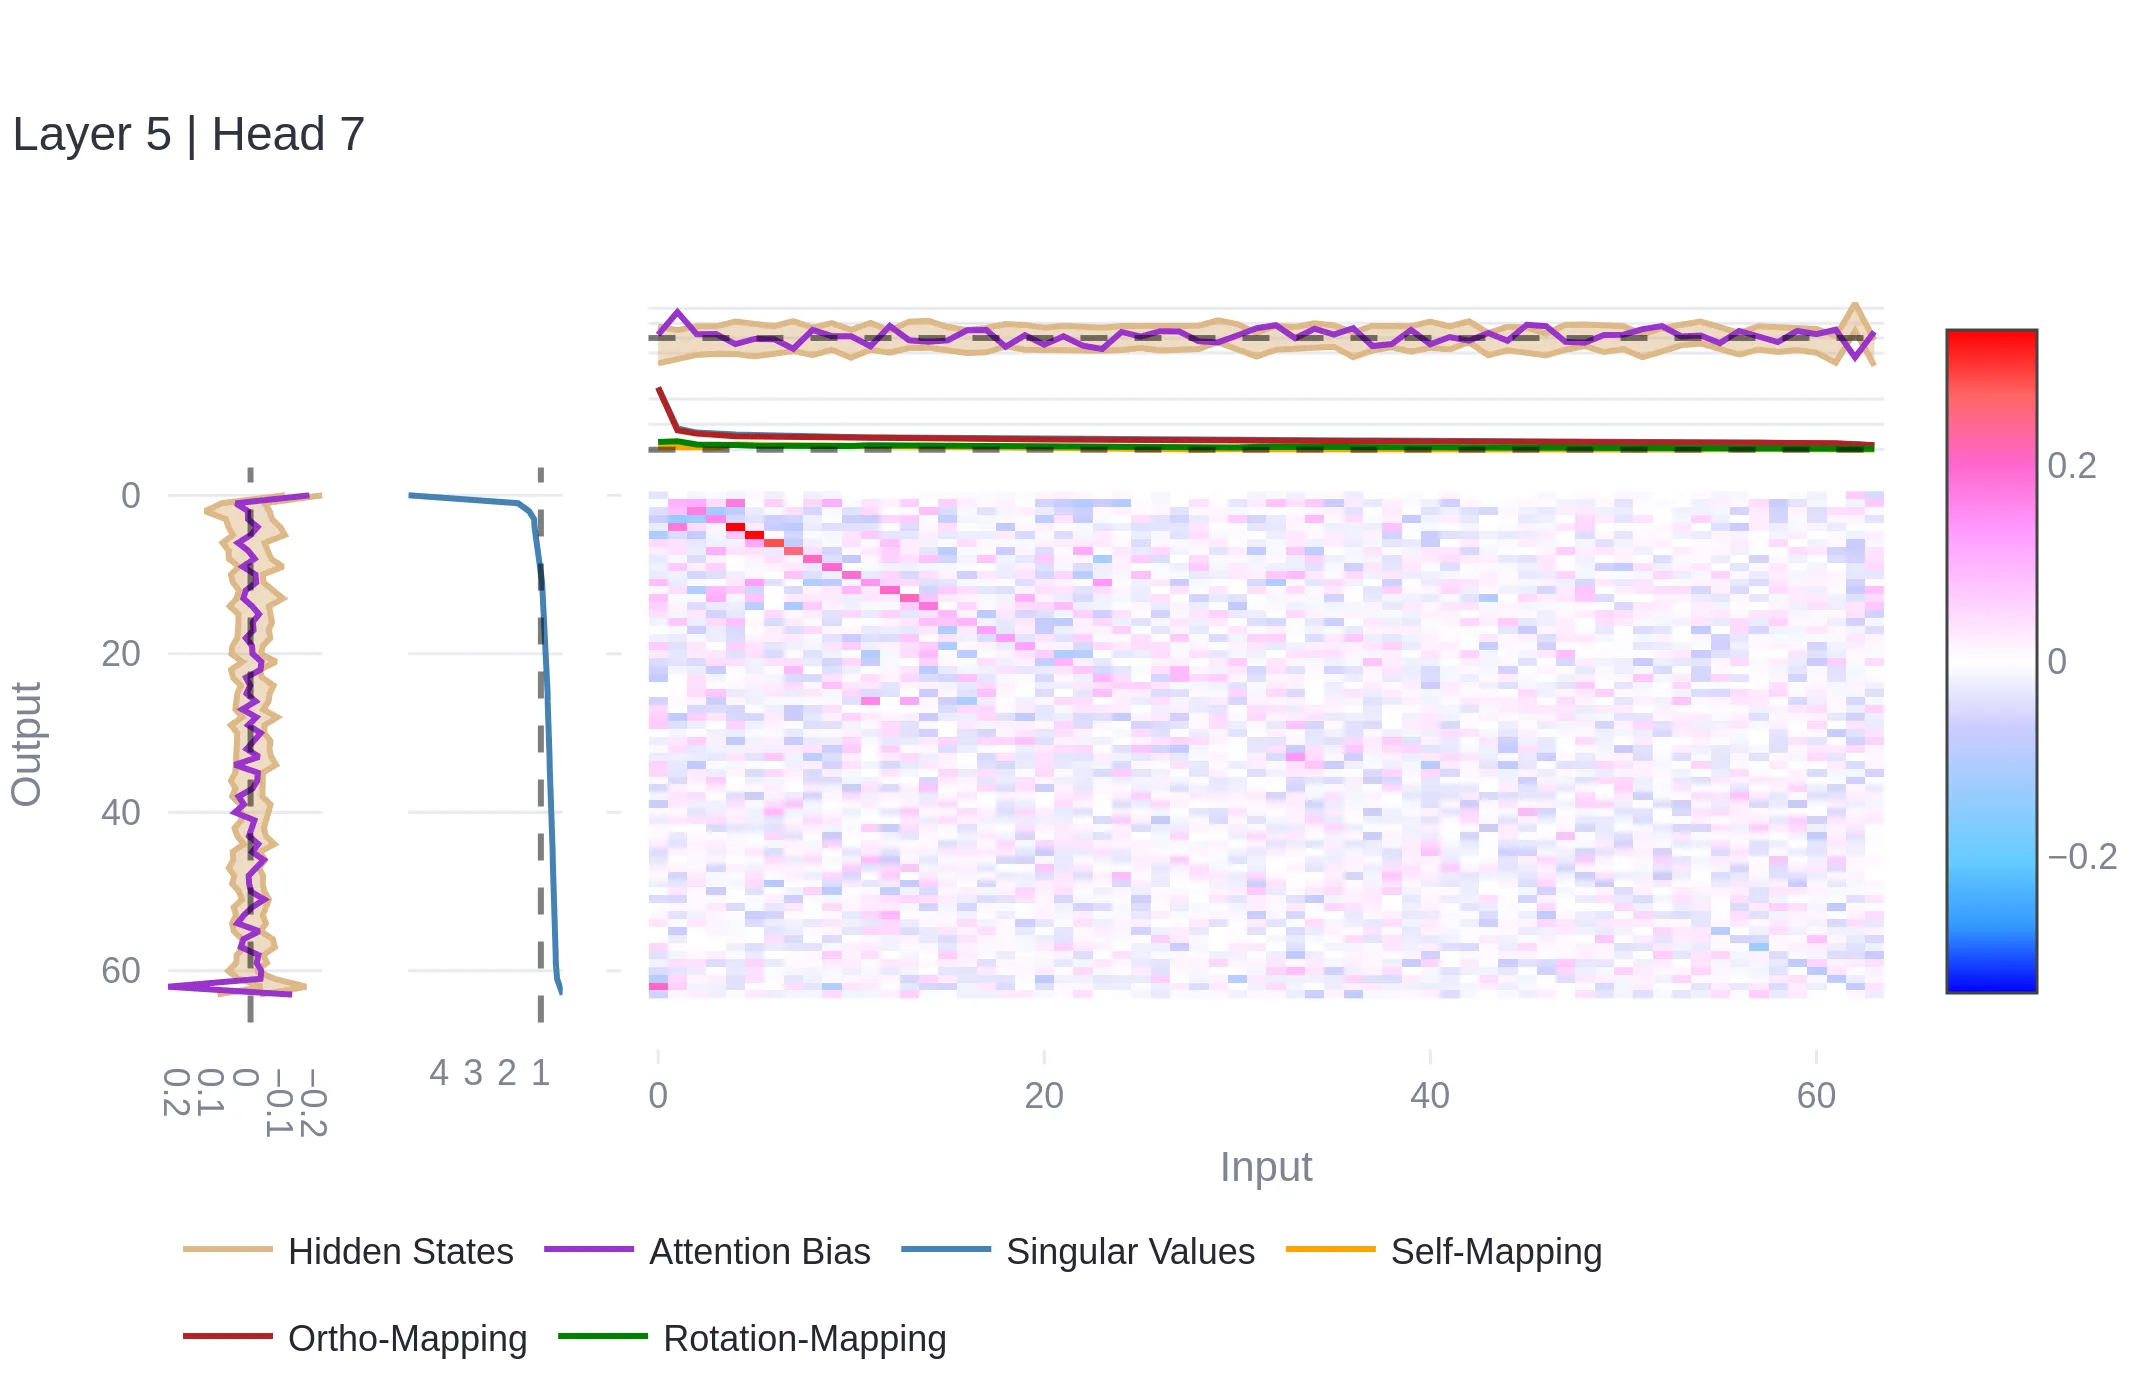 Layer 5 | Head 7
0
20
40
60
Output
0.2
0.1
0
−0.1
−0.2
4 3 2 1
0 20 40 60
Input
0.2
0
−0.2
Hidden States Attention Bias Singular Values Self-Mapping
Ortho-Mapping Rotation-Mapping